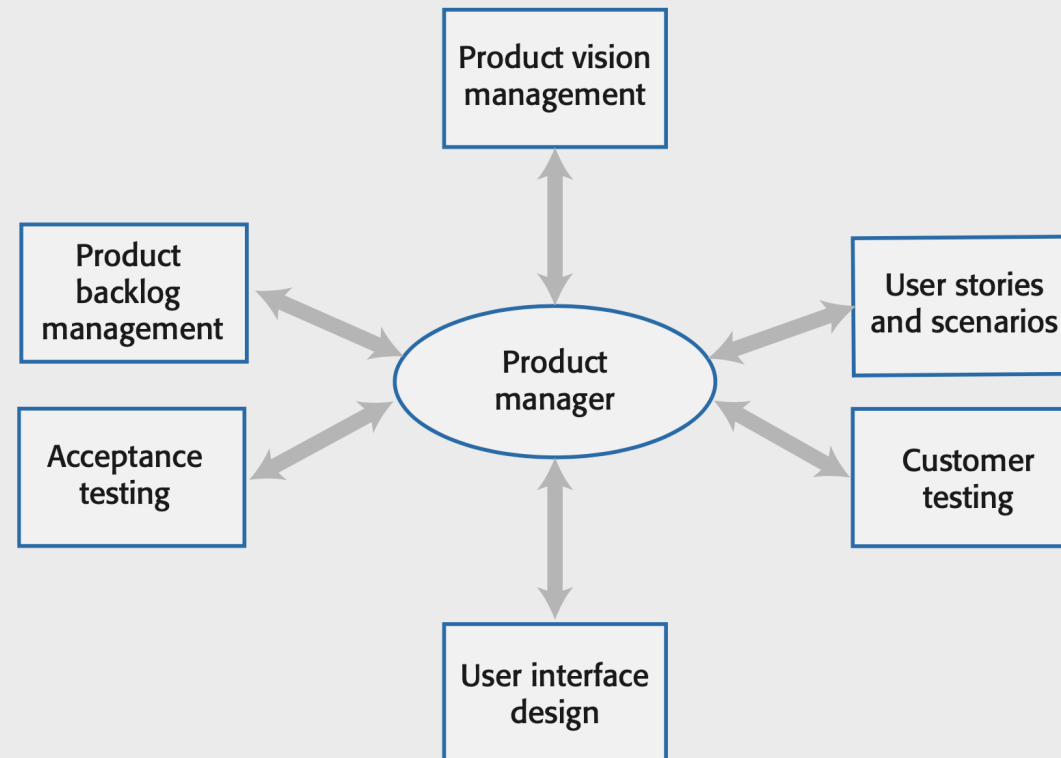 Product vision
management
Product
backlog
management
User stories
and scenarios
Product
manager
Acceptance
testing
Customer
testing
User interface
design